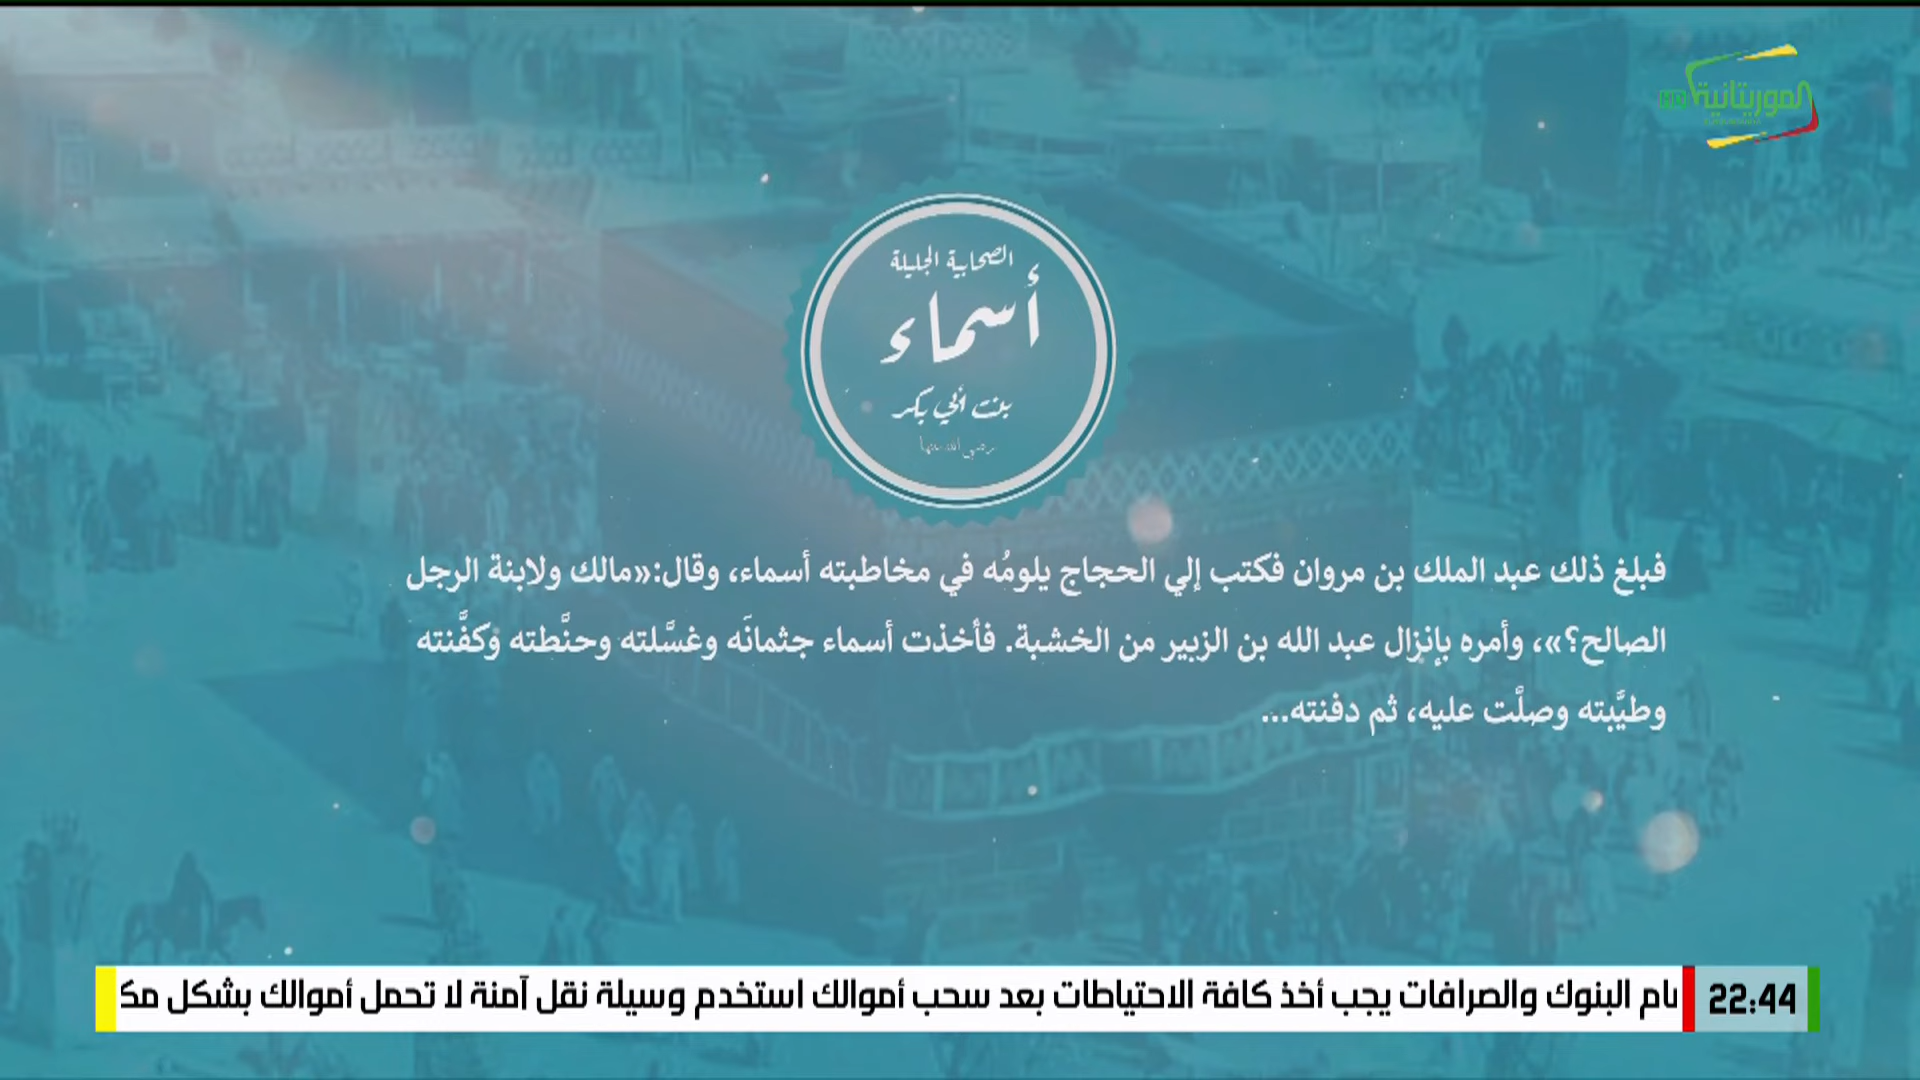 الموريتانية
الصحابية الجليلة
أسماء
بنت أبي بكر
رضي الله عنها
فبلغ ذلك عبد الملك بن مروان فكتب إلي الحجاج يلومُه في مخاطبته أسماء، وقال:«مالك ولابنة الرجل
الصالح؟»، وأمره بإنزال عبد الله بن الزبير من الخشبة. فأخذت أسماء جثمانَه وغسَّلته وحنَّطته وكفَّنته
وطيَّبته وصلَّت عليه، ثم دفنته...
البنوك والصرافات يجب أخذ كافة الاحتياطات بعد سحب أموالك استخدم وسيلة نقل آمنة لا تحمل أموالك بشكل
22:44